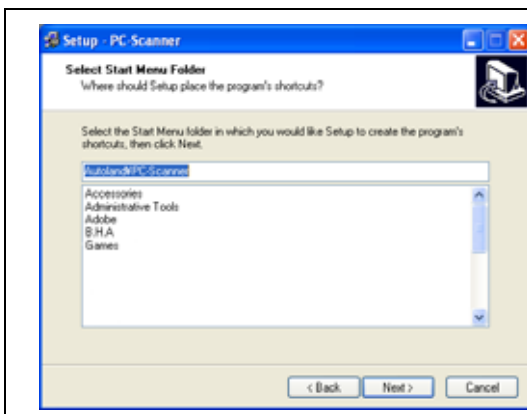 Setup - PC-Scanner
Select Start Menu Folder
Where should Setup place the program's shortcuts?
Select the Start Menu folder in which you would like Setup to create the program's
shortcuts, then click Next.
Autoland¥PC-Scanner
Accessories
Administrative Tools
Adobe
B.H.A
Games
< Back
Next >
Cancel